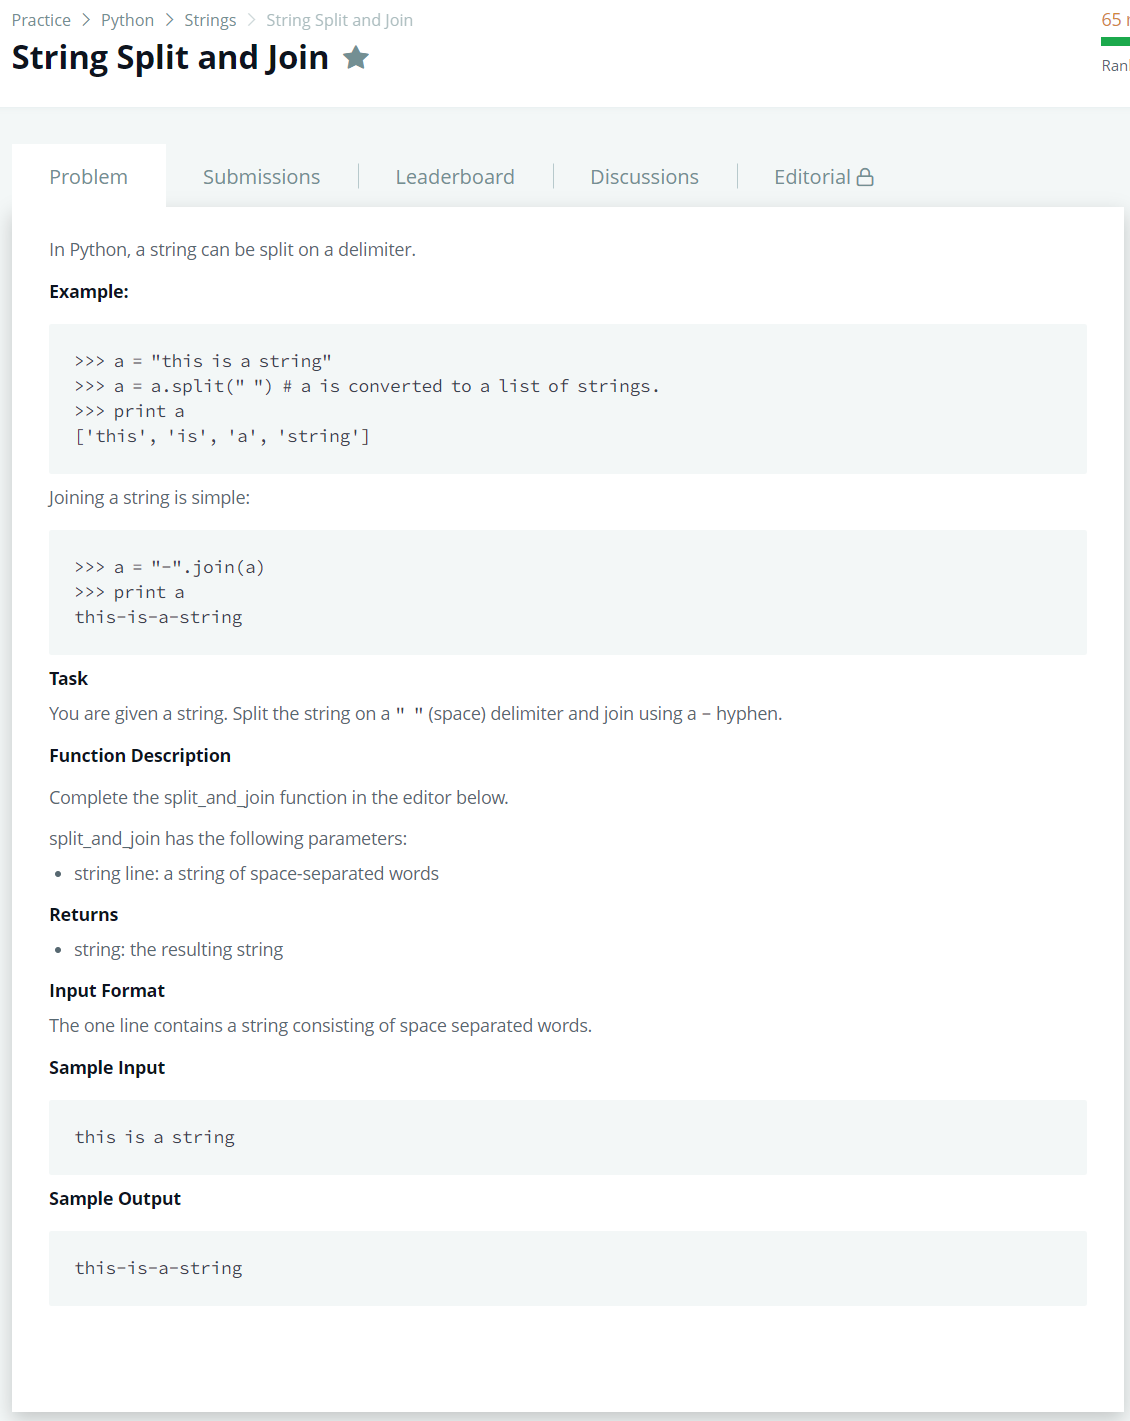 Practice > Python > Strings > String Split and Join
65
String Split and Join
Problem
Submissions
Leaderboard
Discussions
Editorial
In Python, a string can be split on a delimiter.
Example:
>>> a = "this is a string"
>>> a = a.split(" ") # a is converted to a list of strings.
>>> print a
['this', 'is', 'a', 'string']
Joining a string is simple:
>>> a = "-".join(a)
>>> print a
this-is-a-string
Task
You are given a string. Split the string on a " " (space) delimiter and join using a - hyphen.
Function Description
Complete the split_and_join function in the editor below.
split_and_join has the following parameters:
• string line: a string of space-separated words
Returns
• string: the resulting string
Input Format
The one line contains a string consisting of space separated words.
Sample Input
this is a string
Sample Output
this-is-a-string